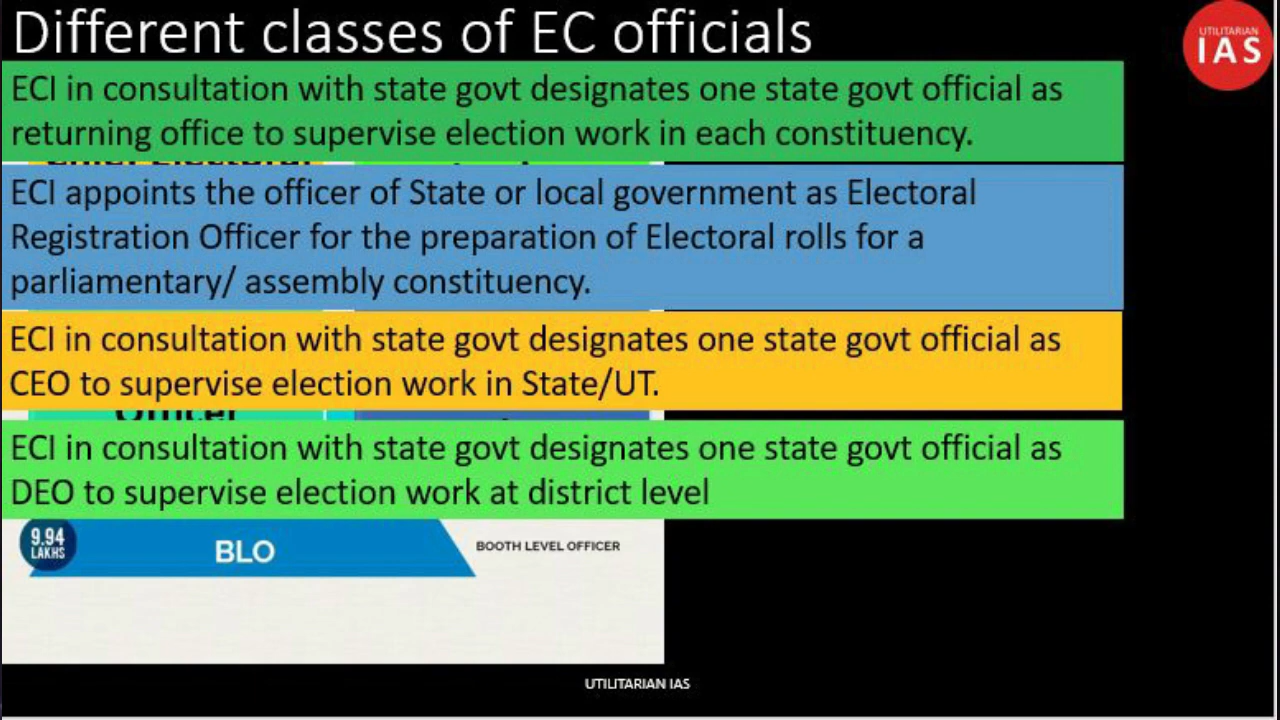 Different classes of EC officials
UTILITARIAN
IAS
ECI in consultation with state govt designates one state govt official as
returning office to supervise election work in each constituency.
ECI appoints the officer of State or local government as Electoral
Registration Officer for the preparation of Electoral rolls for a
parliamentary/ assembly constituency.
ECI in consultation with state govt designates one state govt official as
CEO to supervise election work in State/UT.
Officer
ECI in consultation with state govt designates one state govt official as
DEO to supervise election work at district level
9.94
LAKHS
BLO
BOOTH LEVEL OFFICER
UTILITARIAN IAS